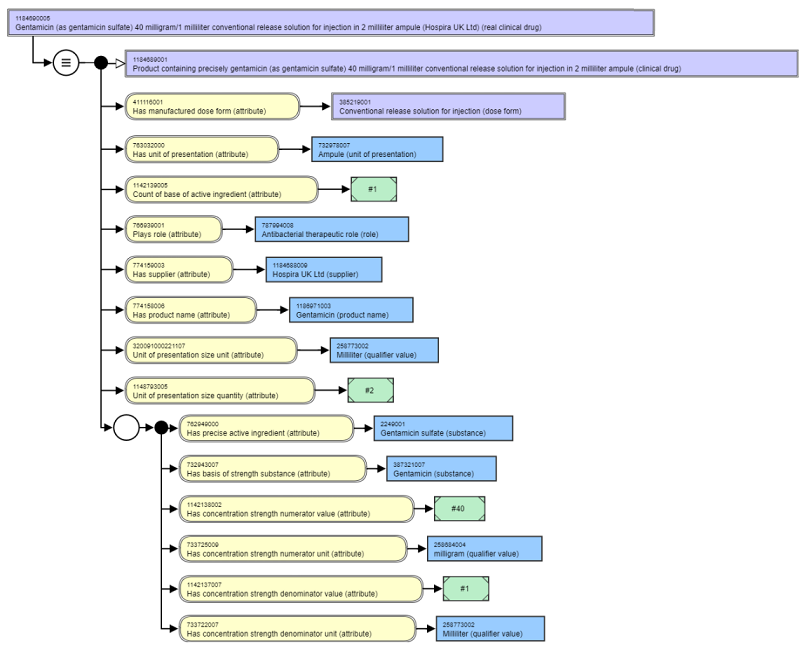 1184690005
Gentamicin (as gentamicin sulfate) 40 milligram/1 milliliter conventional release solution for injection in 2 milliliter ampule (Hospira UK Ltd) (real clinical drug)
1184689001
Product containing precisely gentamicin (as gentamicin sulfate) 40 milligram/1 milliliter conventional release solution for injection in 2 milliliter ampule (clinical drug)
411116001
Has manufactured dose form (attribute)
385219001
Conventional release solution for injection (dose form)
763032000
Has unit of presentation (attribute)
732978007
Ampule (unit of presentation)
1142139005
Count of base of active ingredient (attribute)
#1
766939001
Plays role (attribute)
787994008
Antibacterial therapeutic role (role)
774159003
Has supplier (attribute)
1184688009
Hospira UK Ltd (supplier)
774158006
Has product name (attribute)
1186971003
Gentamicin (product name)
320091000221107
Unit of presentation size unit (attribute)
258773002
Milliliter (qualifier value)
1148793005
Unit of presentation size quantity (attribute)
#2
762949000
Has precise active ingredient (attribute)
2249001
Gentamicin sulfate (substance)
732943007
Has basis of strength substance (attribute)
387321007
Gentamicin (substance)
1142138002
Has concentration strength numerator value (attribute)
#40
733725009
Has concentration strength numerator unit (attribute)
258684004
milligram (qualifier value)
1142137007
Has concentration strength denominator value (attribute)
#1
733722007
Has concentration strength denominator unit (attribute)
258773002
Milliliter (qualifier value)